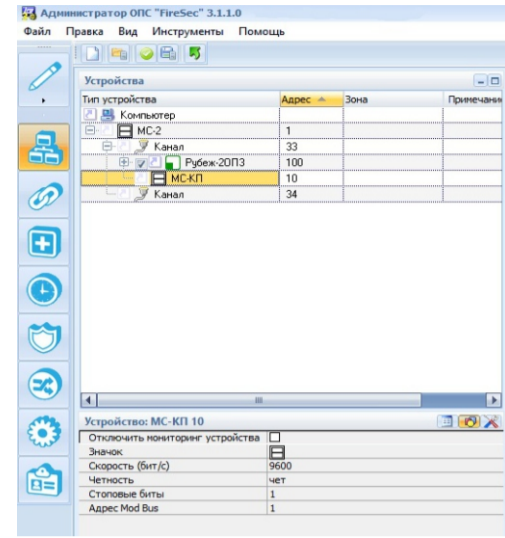 Администратор ОПС "FireSec" 3.1.1.0
Файл Правка Вид Инструменты Помощь
Устройства
Тип устройства Адрес Зона Примечани
Компьютер
МС-2 1
Канал 33
Рубеж-2ОП3 100
МС-КП 10
Канал 34
Устройство: МС-КП 10
Отключить мониторинг устройства
Значок
Скорость (бит/с) 9600
Четность чет
Стоповые биты 1
Адрес Mod Bus 1